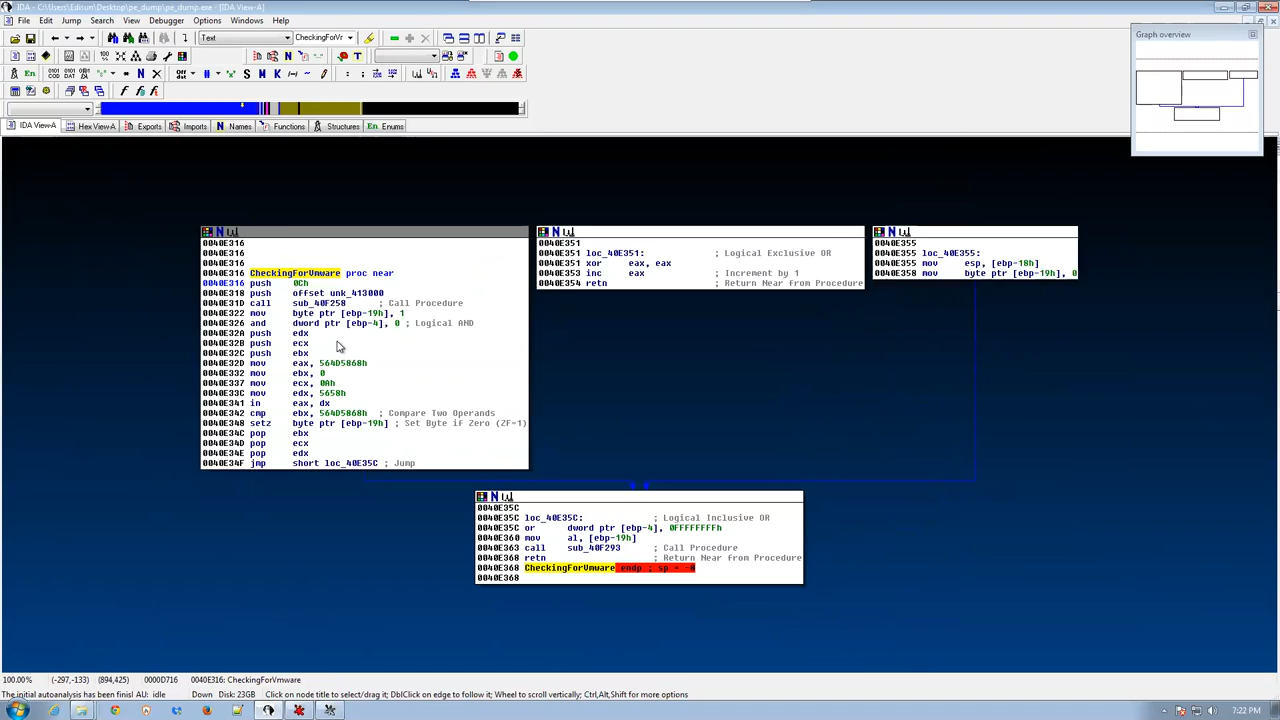 IDA - C:\Users\Edisun\Desktop\pe_dump\pe_dump.exe - [IDA View-A]
File Edit Jump Search View Debugger Options Windows Help
Text CheckingForVr
IDA View-A Hex View-A Exports Imports Names Functions Structures En Enums
Graph overview
0040E316
0040E316
0040E316
0040E316 CheckingForVmware proc near
0040E316 push 0Ch
0040E318 push offset unk_413000
0040E31D call sub_40F258 ; Call Procedure
0040E322 mov byte ptr [ebp-19h], 1
0040E326 and dword ptr [ebp-4], 0 ; Logical AND
0040E32A push edx
0040E32B push ecx
0040E32C push ebx
0040E32D mov eax, 564D5868h
0040E332 mov ebx, 0
0040E337 mov ecx, 0Ah
0040E33C mov edx, 5658h
0040E341 in eax, dx
0040E342 cmp ebx, 564D5868h ; Compare Two Operands
0040E348 setz byte ptr [ebp-19h] ; Set Byte if Zero (ZF=1)
0040E34C pop ebx
0040E34D pop ecx
0040E34E pop edx
0040E34F jmp short loc_40E35C ; Jump
0040E351
0040E351 loc_40E351: ; Logical Exclusive OR
0040E351 xor eax, eax
0040E353 inc eax ; Increment by 1
0040E354 retn ; Return Near from Procedure
0040E355
0040E355 loc_40E355:
0040E355 mov esp, [ebp-18h]
0040E358 mov byte ptr [ebp-19h], 0
0040E35C
0040E35C loc_40E35C: ; Logical Inclusive OR
0040E35C or dword ptr [ebp-4], 0FFFFFFFFh
0040E360 mov al, [ebp-19h]
0040E363 call sub_40F293 ; Call Procedure
0040E368 retn ; Return Near from Procedure
0040E368 CheckingForVmware endp ; sp = -8
0040E368
100.00% (-297,-133) (894,425) 0000D716 0040E316: CheckingForVmware
The initial autoanalysis has been finisl AU: idle Down Disk: 23GB Click on node title to select/drag it; DblClick on edge to follow it; Wheel to scroll vertically; Ctrl,Alt,Shift for more options
7:22 PM